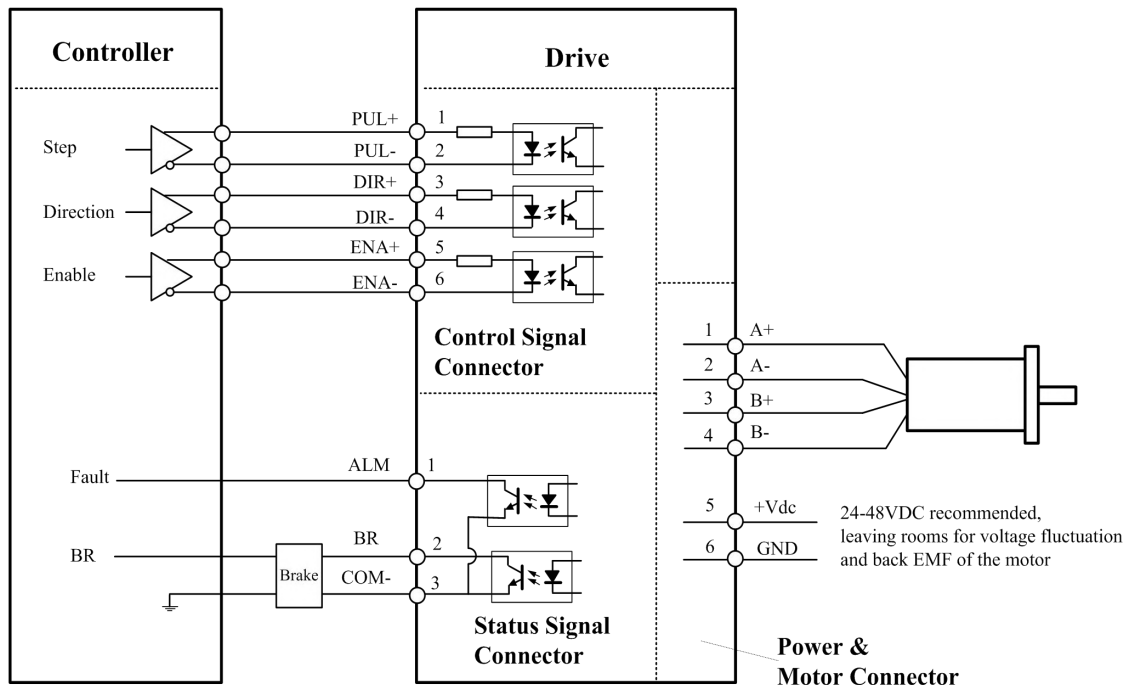 Controller
Drive
Step
PUL+
1
PUL-
2
Direction
DIR+
3
DIR-
4
Enable
ENA+
5
ENA-
6
Control Signal
Connector
1
A+
2
A-
3
B+
4
B-
Fault
ALM
1
BR
Brake
BR
2
COM-
3
Status Signal
Connector
5
+Vdc
6
GND
24-48VDC recommended,
leaving rooms for voltage fluctuation
and back EMF of the motor
Power &
Motor Connector